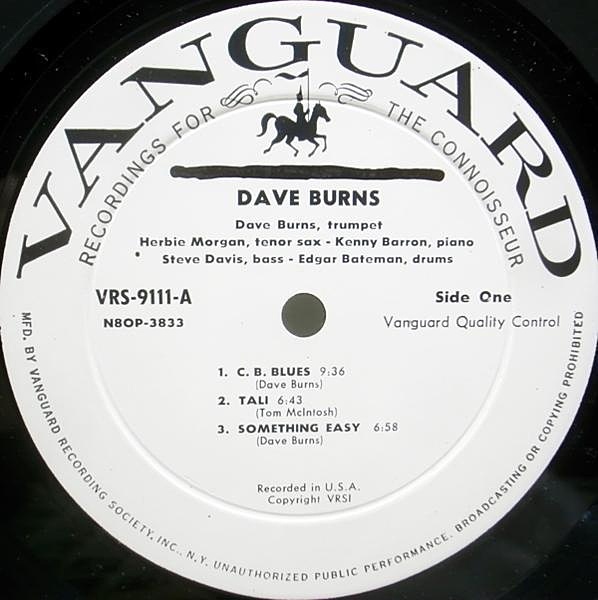 VANGUARD
RECORDINGS FOR THE CONNOISSEUR
DAVE BURNS
Dave Burns, trumpet
Herbie Morgan, tenor sax - Kenny Barron, piano
Steve Davis, bass - Edgar Bateman, drums
VRS-9111-A
Side One
N8OP-3833
Vanguard Quality Control
1. C. B. BLUES 9:36
(Dave Burns)
2. TALI 6:43
(Tom McIntosh)
3. SOMETHING EASY 6:58
(Dave Burns)
Recorded in U.S.A.
Copyright VRSI
MFD. BY VANGUARD RECORDING SOCIETY, INC., N.Y. UNAUTHORIZED PUBLIC PERFORMANCE, BROADCASTING OR COPYING PROHIBITED